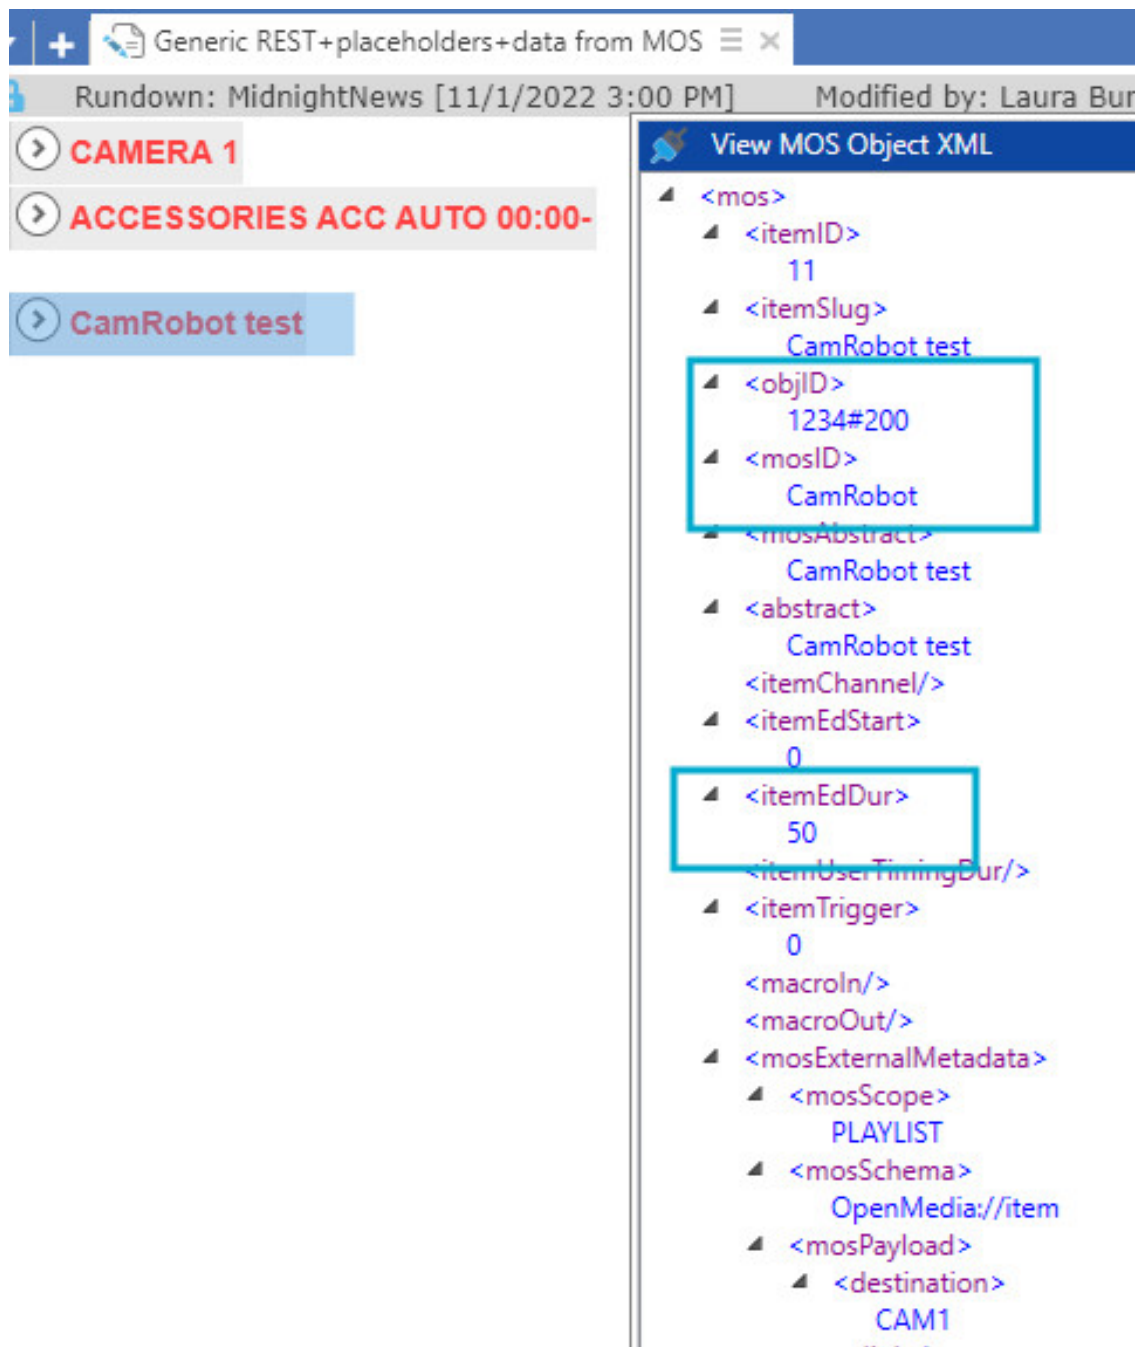 Generic REST+placeholders+data from MOS
Rundown: MidnightNews [11/1/2022 3:00 PM] Modified by: Laura Bur
CAMERA 1
ACCESSORIES ACC AUTO 00:00-
CamRobot test
View MOS Object XML
<mos>
<itemID>
11
<itemSlug>
CamRobot test
<objID>
1234#200
<mosID>
CamRobot
<mosAbstract>
CamRobot test
<abstract>
CamRobot test
<itemChannel/>
<itemEdStart>
0
<itemEdDur>
50
<itemUserTimingDur/>
<itemTrigger>
0
<macroIn/>
<macroOut/>
<mosExternalMetadata>
<mosScope>
PLAYLIST
<mosSchema>
OpenMedia://item
<mosPayload>
<destination>
CAM1